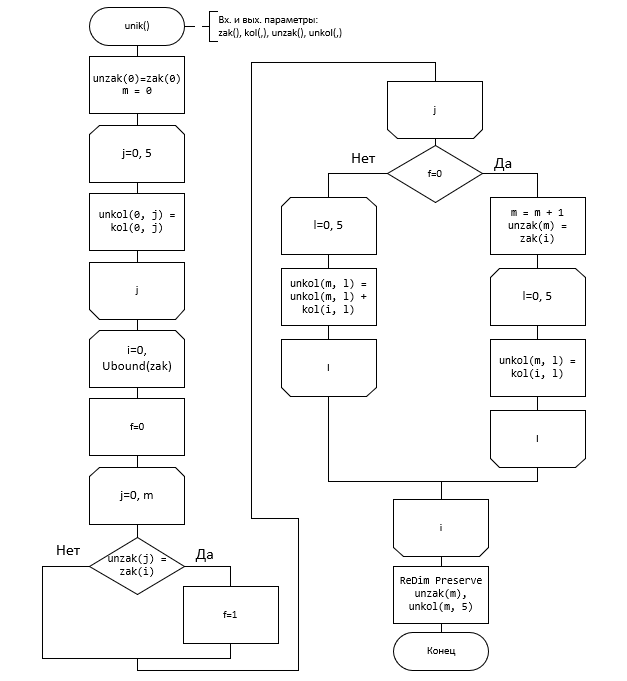 unik()
Вх. и вых. параметры:
zak(), kol(,), unzak(), unkol(,)
unzak(0)=zak(0)
m = 0
j=0, 5
unkol(0, j) =
kol(0, j)
j
i=0,
Ubound(zak)
f=0
j=0, m
Нет
unzak(j) =
zak(i)
Да
f=1
j
Нет
f=0
Да
l=0, 5
unkol(m, l) =
unkol(m, l) +
kol(i, l)
l
m = m + 1
unzak(m) =
zak(i)
l=0, 5
unkol(m, l) =
kol(i, l)
l
i
ReDim Preserve
unzak(m),
unkol(m, 5)
Конец